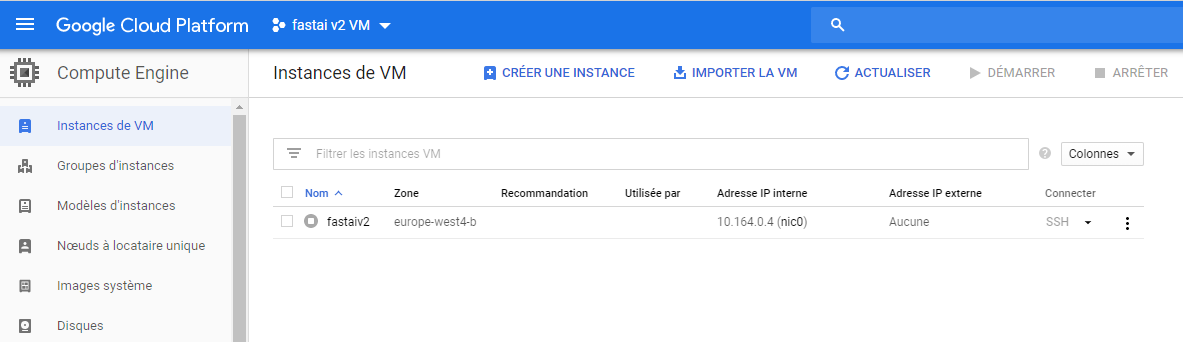 Google Cloud Platform fastai v2 VM
Compute Engine
Instances de VM CRÉER UNE INSTANCE IMPORTER LA VM ACTUALISER DÉMARRER ARRÊTER
Instances de VM
Groupes d'instances
Modèles d'instances
Nœuds à locataire unique
Images système
Disques
Filtrer les instances VM Colonnes
Nom Zone Recommandation Utilisée par Adresse IP interne Adresse IP externe Connecter
fastaiv2 europe-west4-b 10.164.0.4 (nic0) Aucune SSH